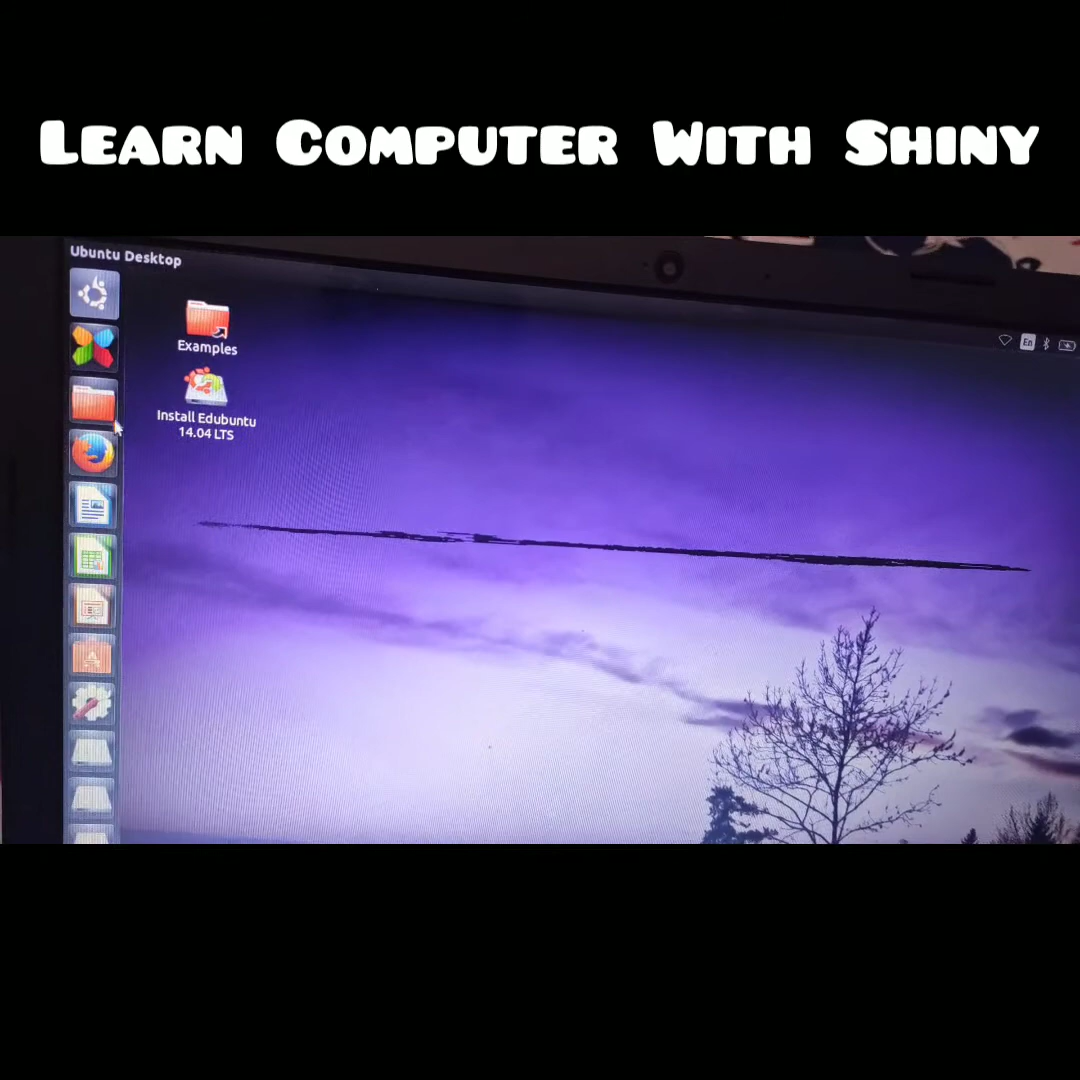 Learn Computer With Shiny
Ubuntu Desktop
Examples
En
Install Edubuntu
14.04 LTS